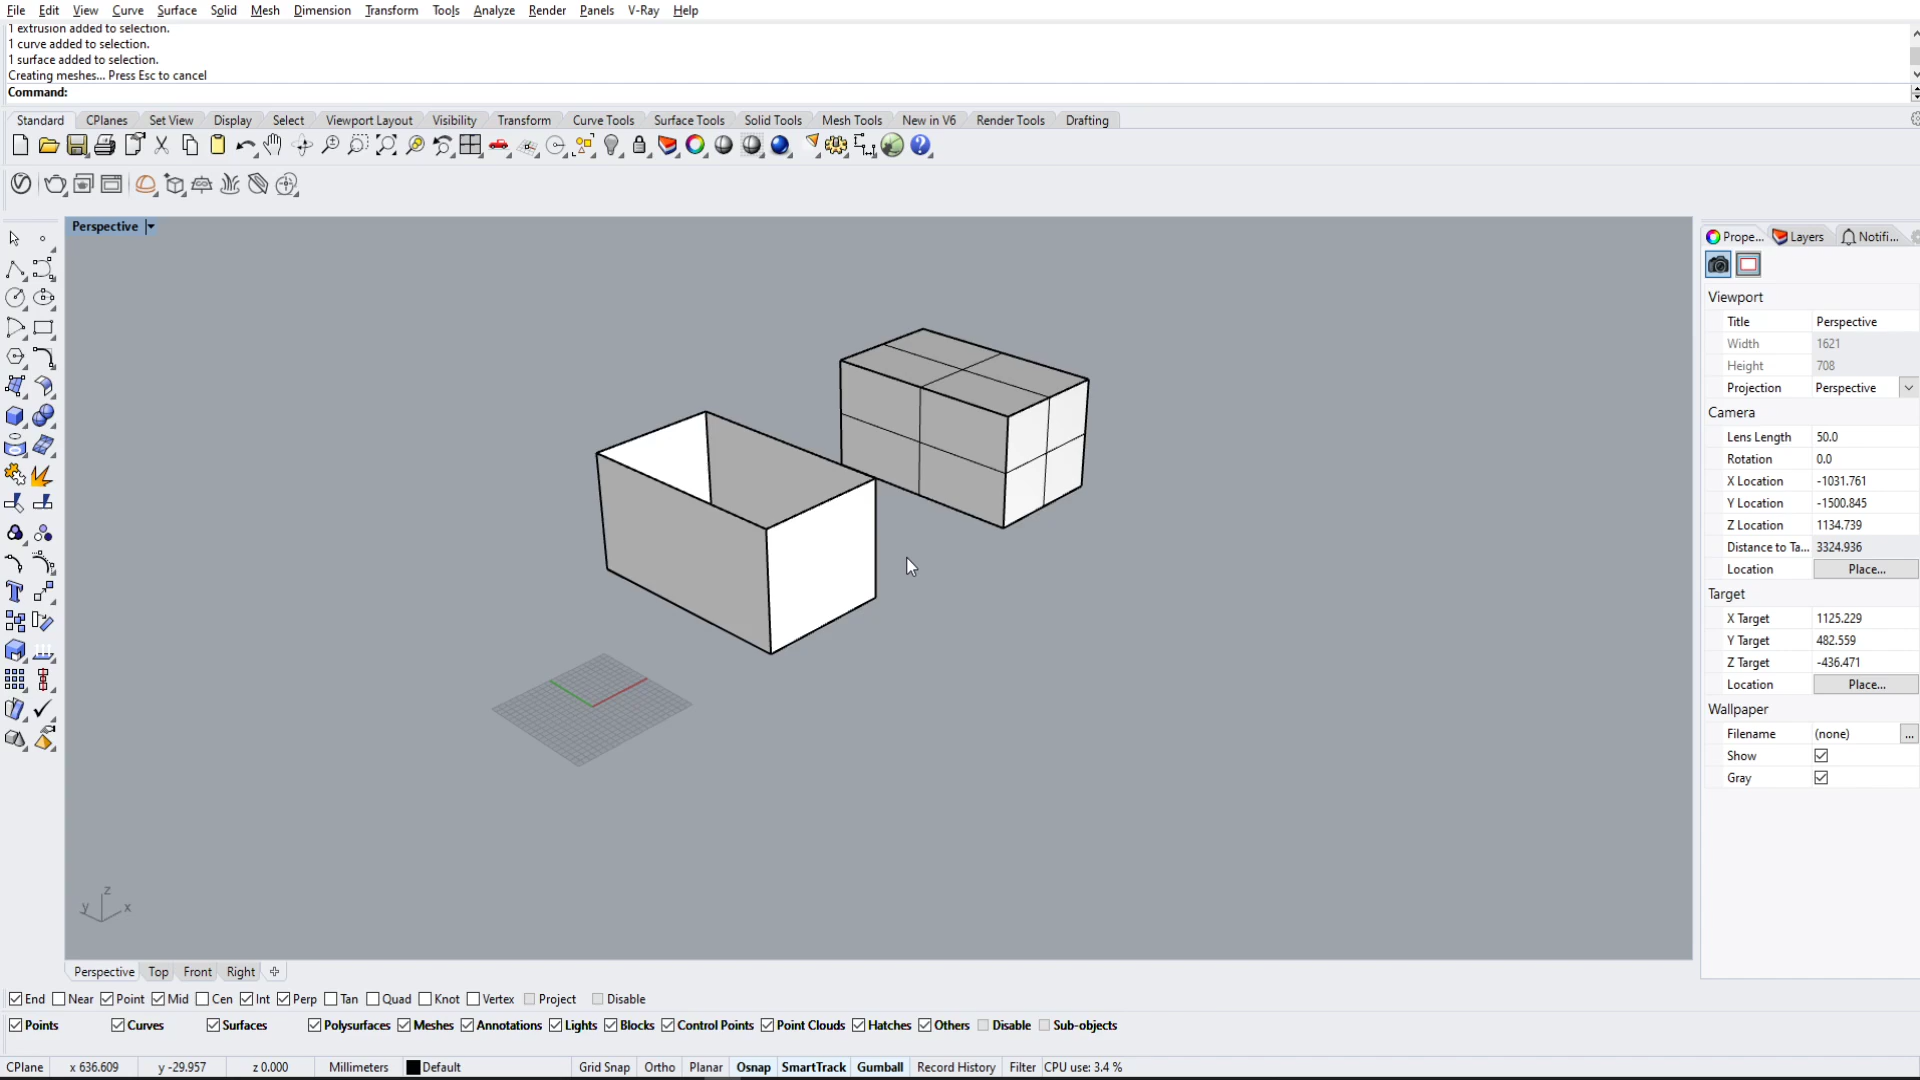 File Edit View Curve Surface Solid Mesh Dimension Transform Tools Analyze Render Panels V-Ray Help
1 extrusion added to selection.
1 curve added to selection.
1 surface added to selection.
Creating meshes... Press Esc to cancel
Command:
Standard CPlanes Set View Display Select Viewport Layout Visibility Transform Curve Tools Surface Tools Solid Tools Mesh Tools New in V6 Render Tools Drafting
Perspective
Prope... Layers Notifi...
Viewport
Title Perspective
Width 1621
Height 708
Projection Perspective
Camera
Lens Length 50.0
Rotation 0.0
X Location -1031.761
Y Location -1500.845
Z Location 1134.739
Distance to Ta... 3324.936
Location Place...
Target
X Target 1125.229
Y Target 482.559
Z Target -436.471
Location Place...
Wallpaper
Filename (none) ...
Show
Gray
z
y x
Perspective Top Front Right
End Near Point Mid Cen Int Perp Tan Quad Knot Vertex Project Disable
Points Curves Surfaces Polysurfaces Meshes Annotations Lights Blocks Control Points Point Clouds Hatches Others Disable Sub-objects
CPlane x 636.609 y -29.957 z 0.000 Millimeters Default Grid Snap Ortho Planar Osnap SmartTrack Gumball Record History Filter CPU use: 3.4 %